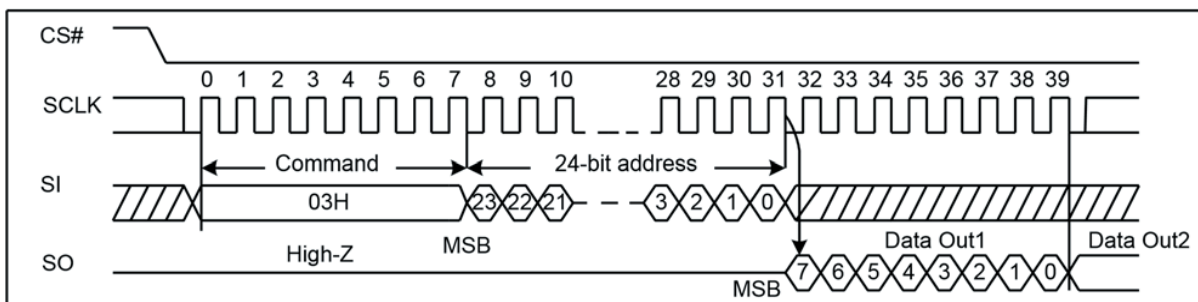 CS#
0 1 2 3 4 5 6 7 8 9 10 28 29 30 31 32 33 34 35 36 37 38 39
SCLK
Command 24-bit address
SI 03H 23 22 21 3 2 1 0
High-Z MSB Data Out1 Data Out2
SO 7 6 5 4 3 2 1 0
MSB